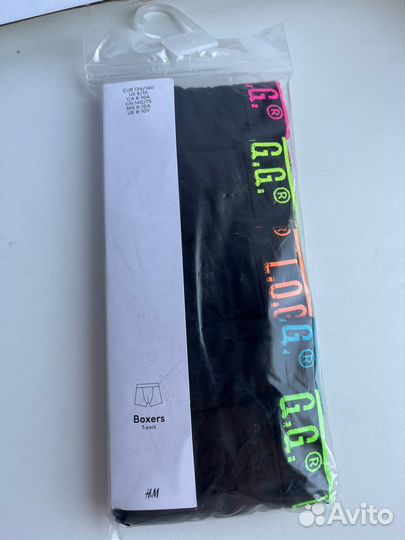 EUR 134/140
US 8/10
CA 8-10A
CN 140/75
MX 8-10A
UK 8-10Y
G.®
G.G.®
L.O.G.G.®
G.G.®
Boxers
5 pack
H&M
Avito